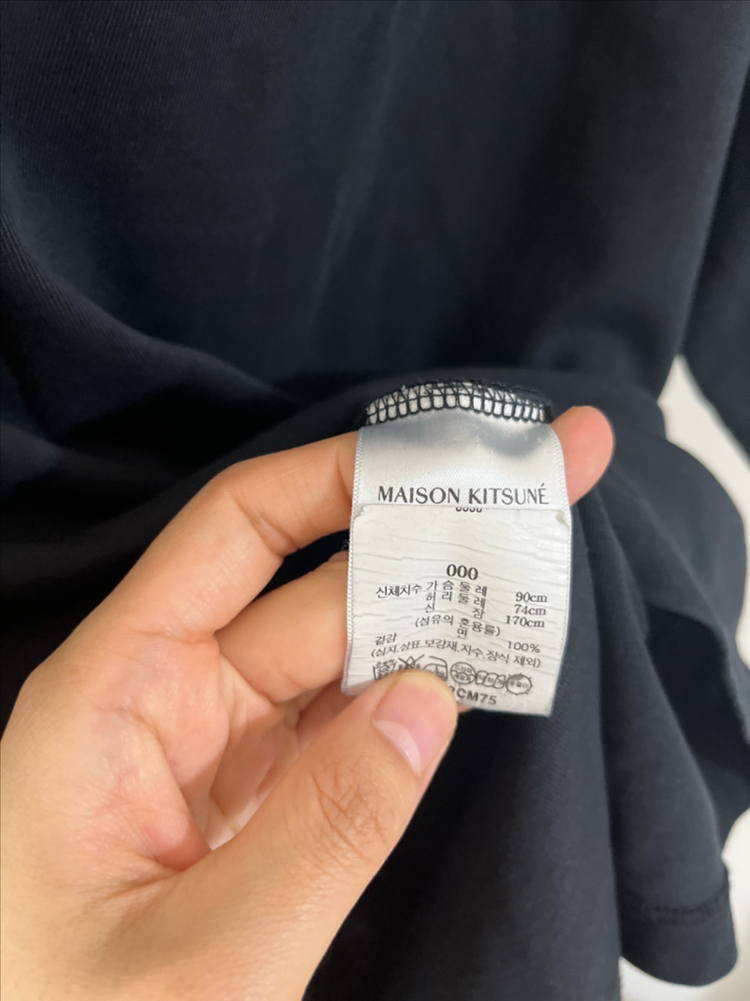 MAISON KITSUNÉ
000
신체치수 가 슴 둘 레 90cm
허 리 둘 레 74cm
신 장 170cm
(섬유의 혼용률)
겉감 면 100%
(심지,상표,보강재,자수,장식 제외)
CM75